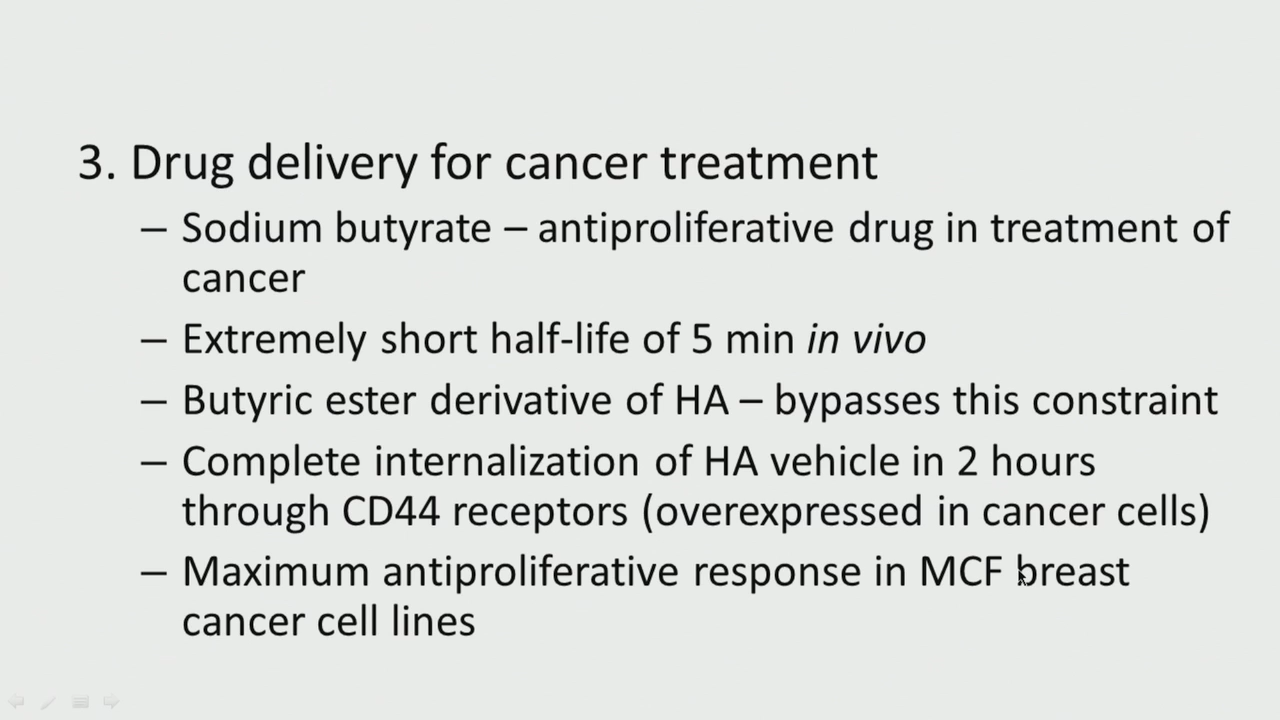 3. Drug delivery for cancer treatment
– Sodium butyrate – antiproliferative drug in treatment of
cancer
– Extremely short half-life of 5 min in vivo
– Butyric ester derivative of HA – bypasses this constraint
– Complete internalization of HA vehicle in 2 hours
through CD44 receptors (overexpressed in cancer cells)
– Maximum antiproliferative response in MCF breast
cancer cell lines